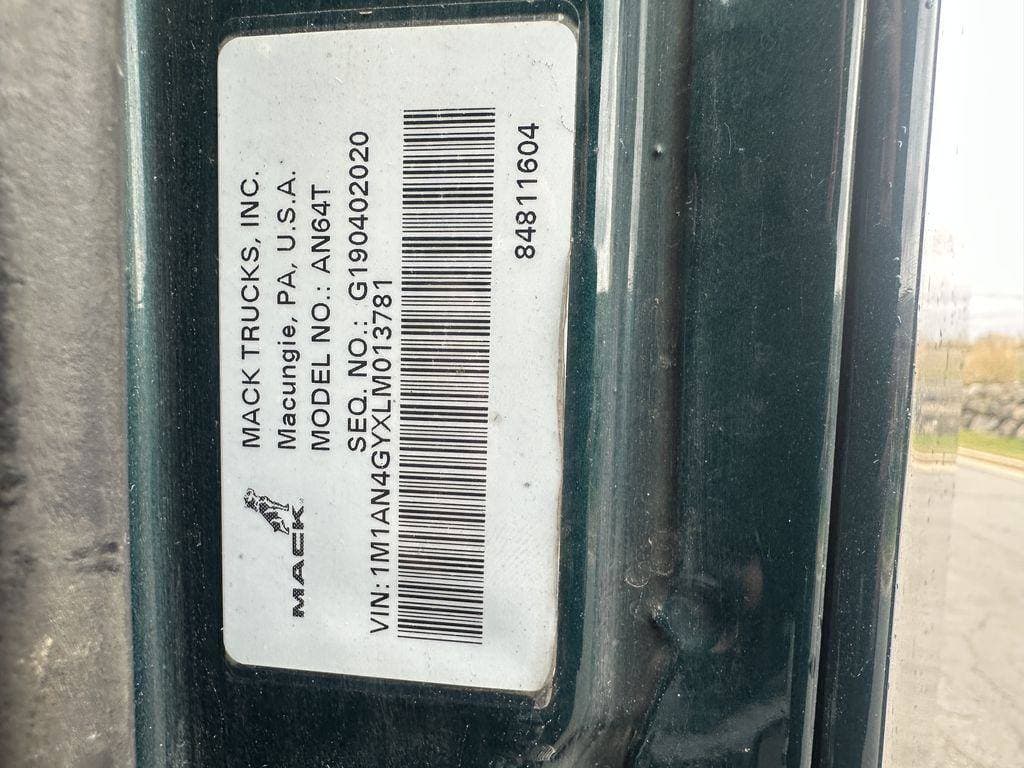 MACK
MACK TRUCKS, INC.
Macungie, PA, U.S.A.
MODEL NO.: AN64T
SEQ. NO.: G190402020
VIN: 1M1AN4GYXLM013781
84811604